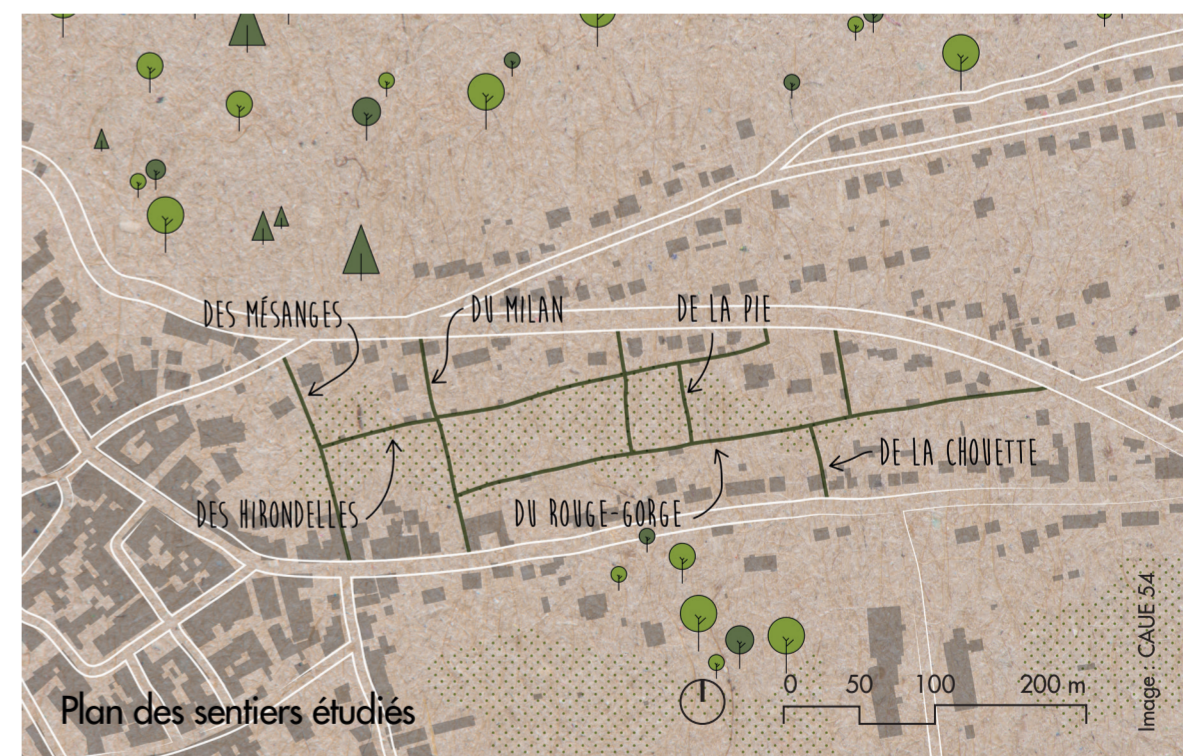 DES MÉSANGES
DU MILAN
DE LA PIE
DE LA CHOUETTE
DES HIRONDELLES
DU ROUGE-GORGE
Plan des sentiers étudiés
0 50 100 200 m
Image : CAUE 54